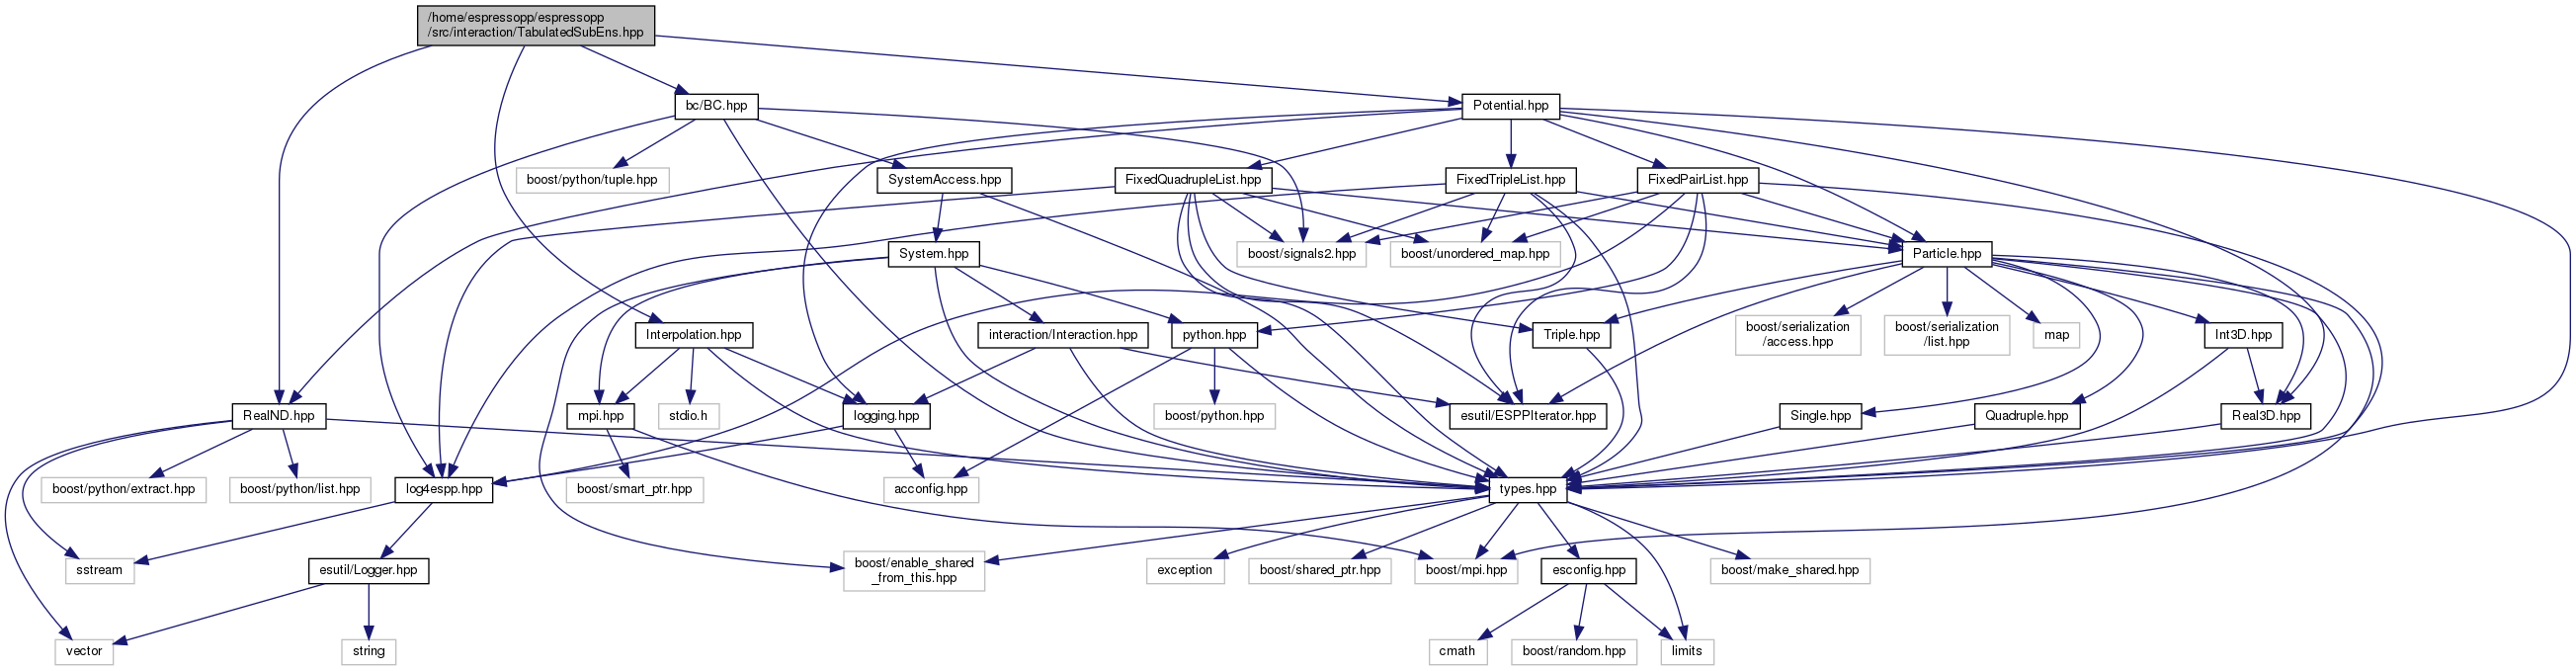 /home/espressopp/espressopp
/src/interaction/TabulatedSubEns.hpp
bc/BC.hpp
Potential.hpp
boost/python/tuple.hpp
SystemAccess.hpp
FixedQuadrupleList.hpp
FixedTripleList.hpp
FixedPairList.hpp
System.hpp
boost/signals2.hpp
boost/unordered_map.hpp
Particle.hpp
Interpolation.hpp
interaction/Interaction.hpp
python.hpp
Triple.hpp
boost/serialization
/access.hpp
boost/serialization
/list.hpp
map
Int3D.hpp
RealND.hpp
mpi.hpp
stdio.h
logging.hpp
boost/python.hpp
esutil/ESPPIterator.hpp
Single.hpp
Quadruple.hpp
Real3D.hpp
boost/python/extract.hpp
boost/python/list.hpp
log4espp.hpp
boost/smart_ptr.hpp
acconfig.hpp
types.hpp
sstream
esutil/Logger.hpp
boost/enable_shared
_from_this.hpp
exception
boost/shared_ptr.hpp
boost/mpi.hpp
esconfig.hpp
boost/make_shared.hpp
vector
string
cmath
boost/random.hpp
limits